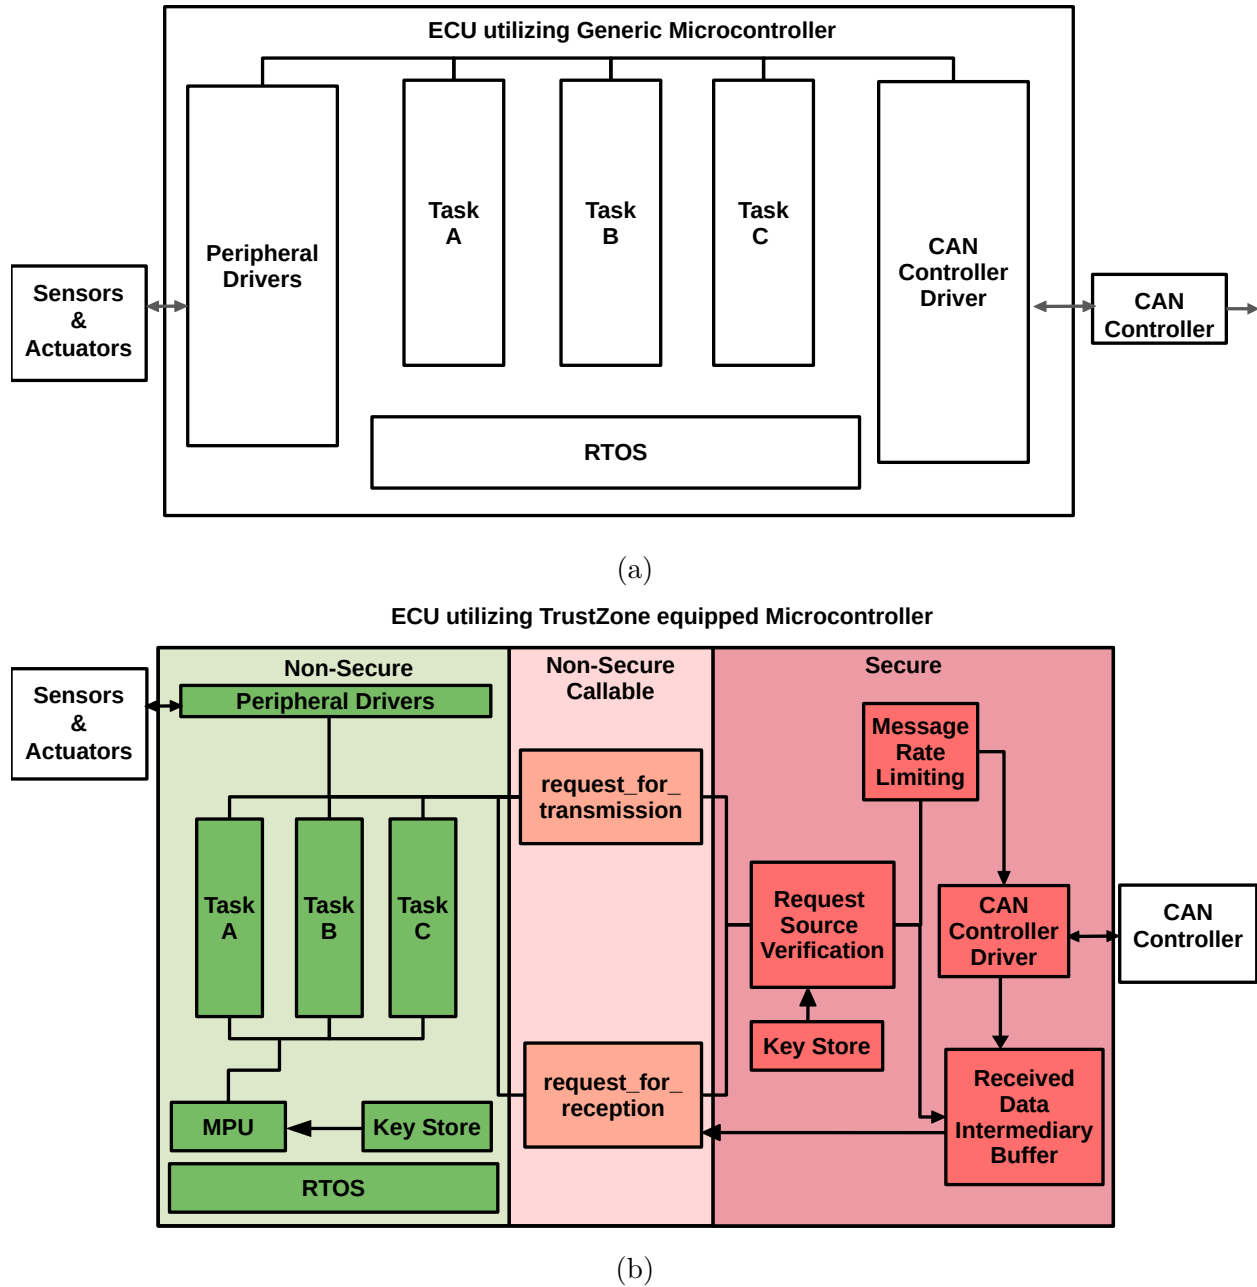 ECU utilizing Generic Microcontroller
Peripheral
Drivers
Task
A
Task
B
Task
C
CAN
Controller
Driver
Sensors
&
Actuators
CAN
Controller
RTOS
(a)
ECU utilizing TrustZone equipped Microcontroller
Non-Secure
Non-Secure
Callable
Secure
Sensors
&
Actuators
Peripheral Drivers
Message
Rate
Limiting
request_for_
transmission
Task
A
Task
B
Task
C
Request
Source
Verification
CAN
Controller
Driver
CAN
Controller
Key Store
request_for_
reception
Received
Data
Intermediary
Buffer
MPU
Key Store
RTOS
(b)